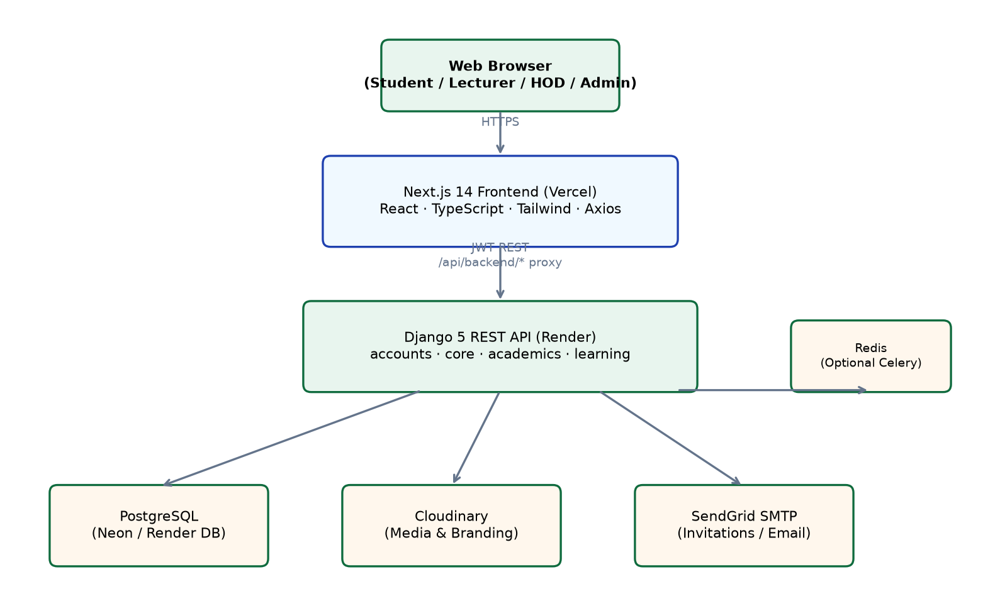 Web Browser
(Student / Lecturer / HOD / Admin)
HTTPS
Next.js 14 Frontend (Vercel)
React · TypeScript · Tailwind · Axios
JWT REST
/api/backend/* proxy
Django 5 REST API (Render)
accounts · core · academics · learning
Redis
(Optional Celery)
PostgreSQL
(Neon / Render DB)
Cloudinary
(Media & Branding)
SendGrid SMTP
(Invitations / Email)